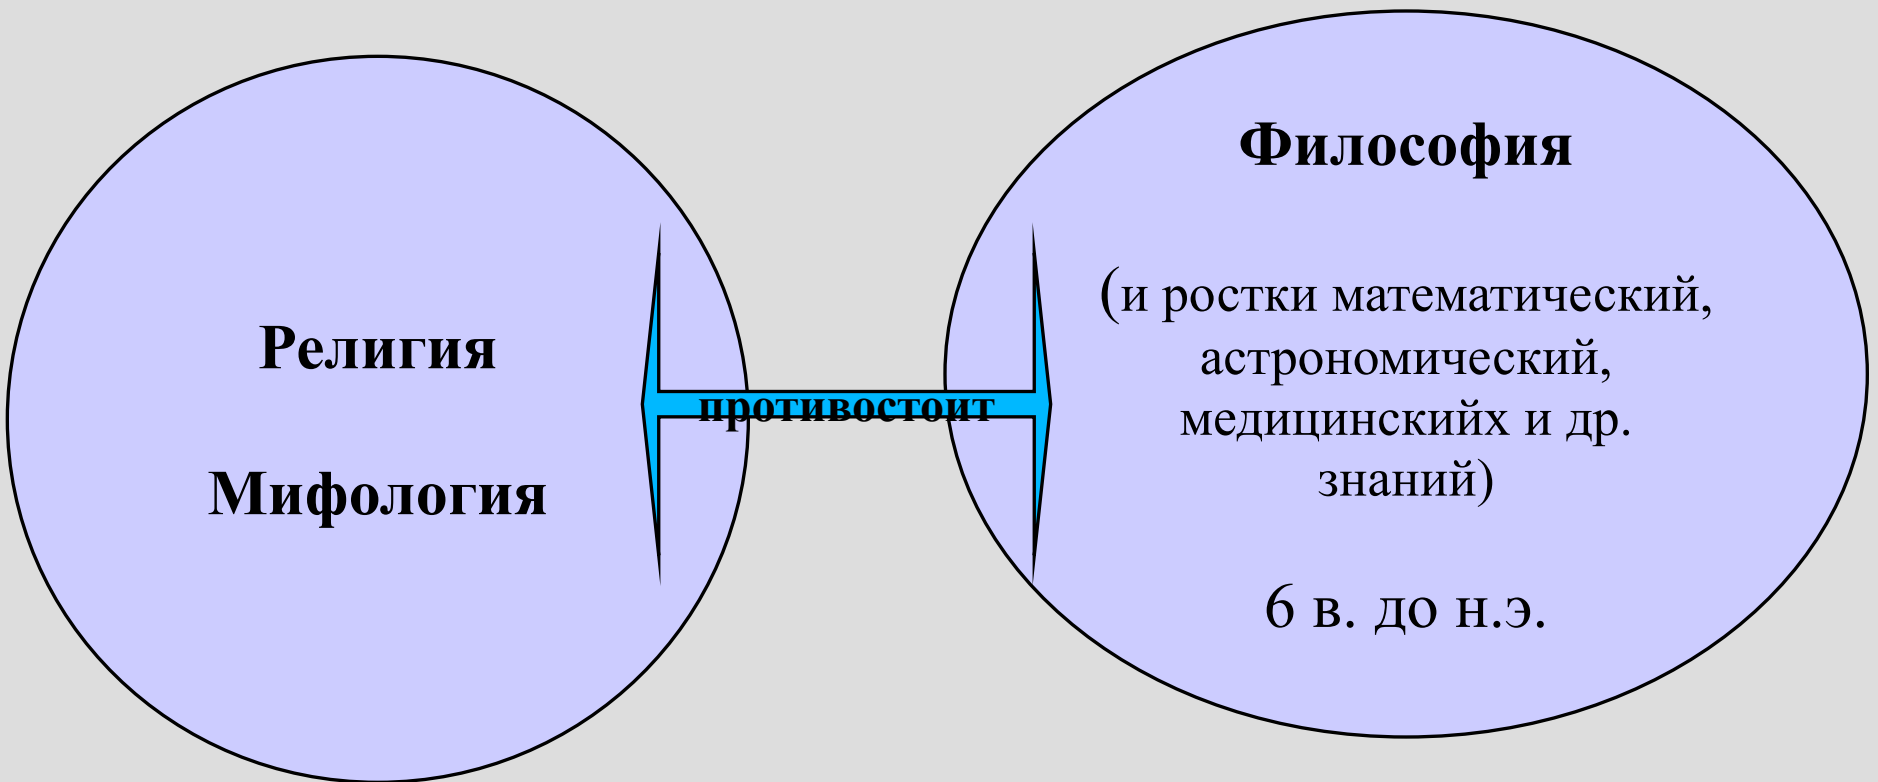 Религия
Мифология
противостоит
Философия
(и ростки математический,
астрономический,
медицинскийх и др.
знаний)
6 в. до н.э.